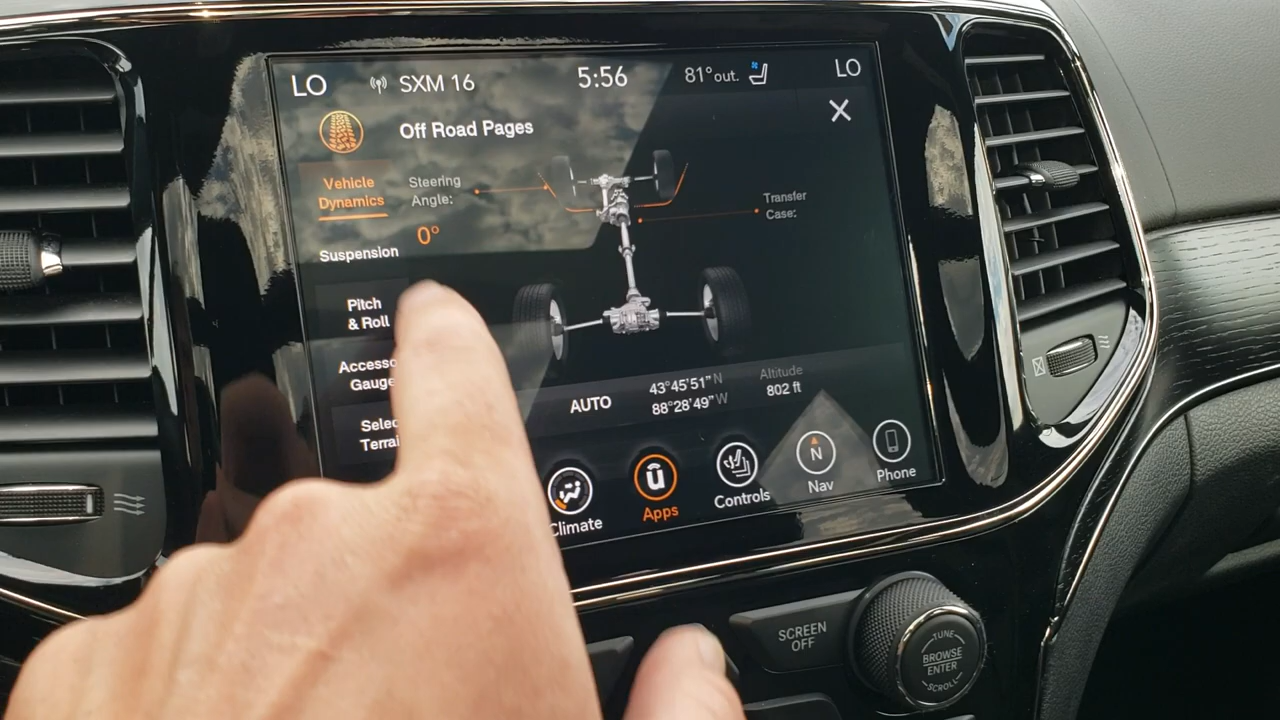 LO SXM 16 5:56 81° out. LO
Off Road Pages
Vehicle
Dynamics
Steering
Angle:
0°
Transfer
Case:
Suspension
Pitch
& Roll
AUTO
43°45'51" N
88°28'49" W
Altitude
802 ft
Climate
Apps
Controls
N
Nav
Phone
SCREEN
OFF
TUNE
BROWSE
ENTER
SCROLL